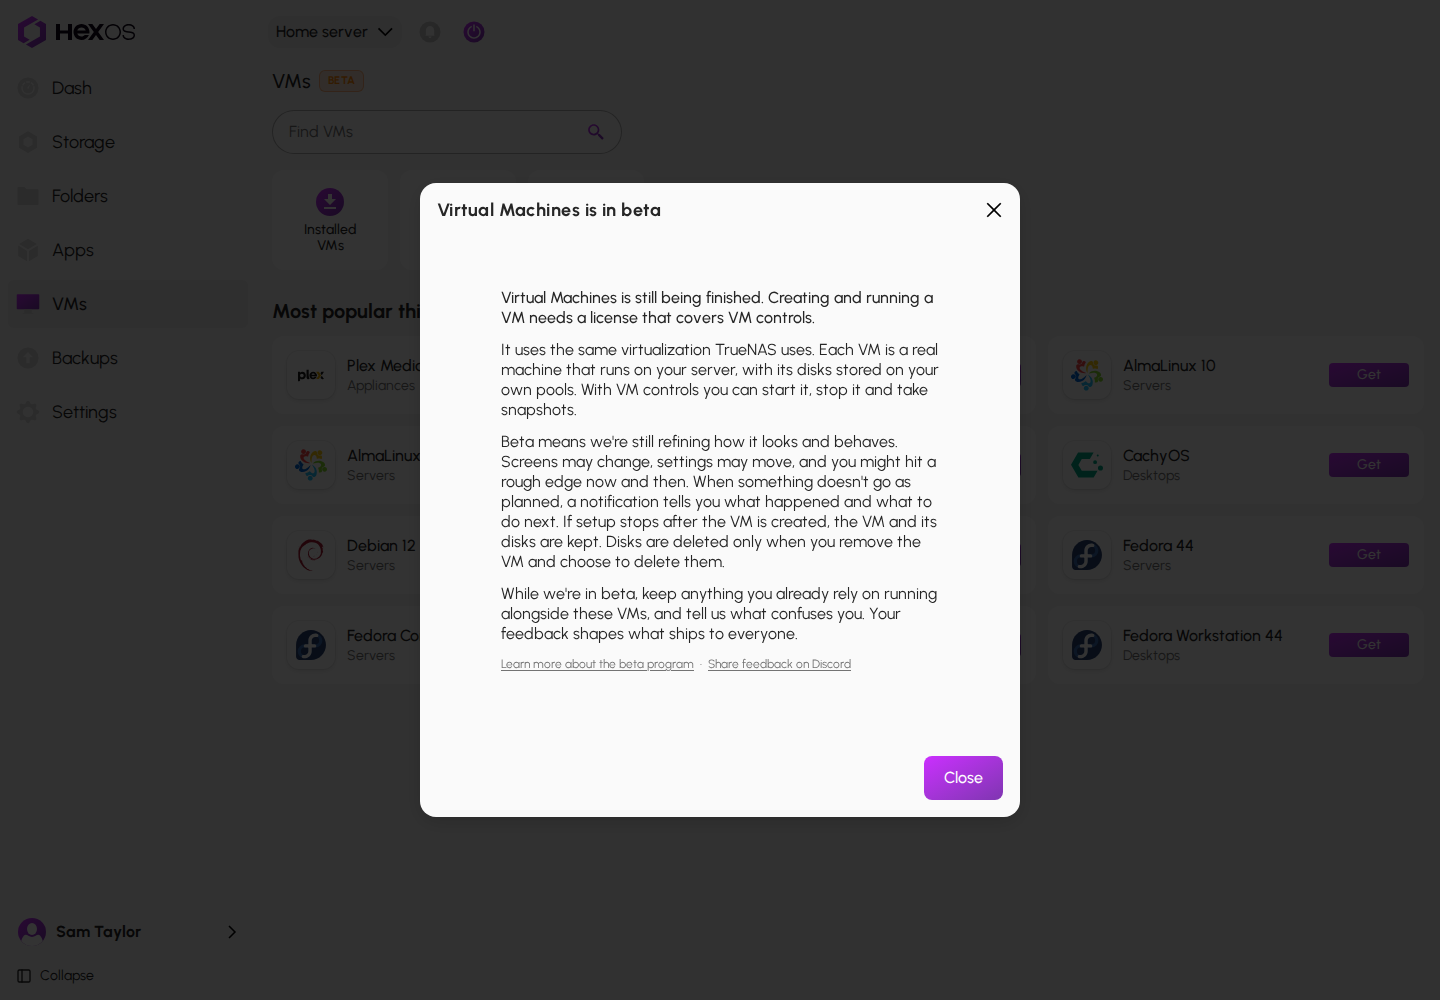 HexOS
Home server
Dash
Storage
Folders
Apps
VMs
Backups
Settings
VMs
BETA
Find VMs
Installed
VMs
Most popular thi
Plex Medic
Appliances
AlmaLinux 10
Servers
Get
AlmaLinux
Servers
CachyOS
Desktops
Get
Debian 12
Servers
Fedora 44
Servers
Get
Fedora Co
Servers
Fedora Workstation 44
Desktops
Get
Virtual Machines is in beta
Virtual Machines is still being finished. Creating and running a
VM needs a license that covers VM controls.
It uses the same virtualization TrueNAS uses. Each VM is a real
machine that runs on your server, with its disks stored on your
own pools. With VM controls you can start it, stop it and take
snapshots.
Beta means we're still refining how it looks and behaves.
Screens may change, settings may move, and you might hit a
rough edge now and then. When something doesn't go as
planned, a notification tells you what happened and what to
do next. If setup stops after the VM is created, the VM and its
disks are kept. Disks are deleted only when you remove the
VM and choose to delete them.
While we're in beta, keep anything you already rely on running
alongside these VMs, and tell us what confuses you. Your
feedback shapes what ships to everyone.
Learn more about the beta program · Share feedback on Discord
Close
Sam Taylor
Collapse